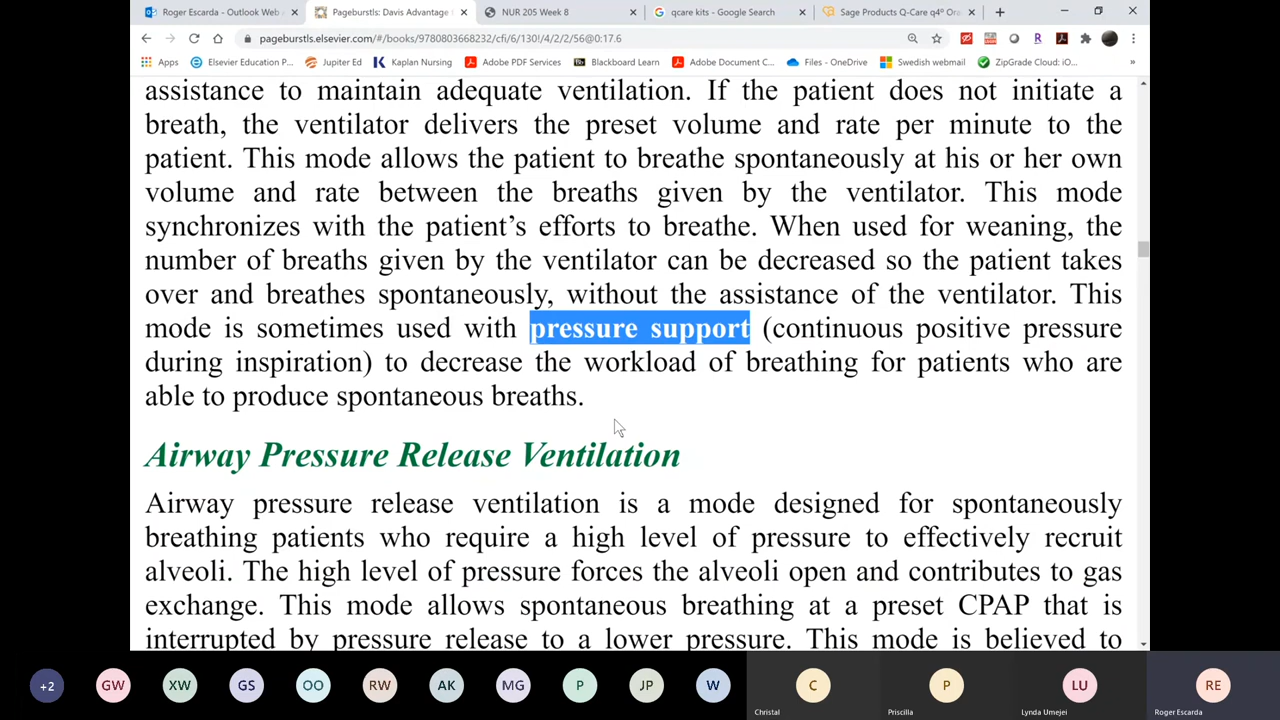 Roger Escarda - Outlook Web
Pageburstls: Davis Advantage f
NUR 205 Week 8
qcare kits - Google Search
Sage Products Q-Care q4º Ora
pageburstls.elsevier.com/#/books/9780803668232/cfi/6/130!/4/2/2/56@0:17.6
Apps
Elsevier Education P...
Jupiter Ed
Kaplan Nursing
Adobe PDF Services
Blackboard Learn
Adobe Document C...
Files - OneDrive
Swedish webmail
ZipGrade Cloud: iO...
assistance to maintain adequate ventilation. If the patient does not initiate a
breath, the ventilator delivers the preset volume and rate per minute to the
patient. This mode allows the patient to breathe spontaneously at his or her own
volume and rate between the breaths given by the ventilator. This mode
synchronizes with the patient's efforts to breathe. When used for weaning, the
number of breaths given by the ventilator can be decreased so the patient takes
over and breathes spontaneously, without the assistance of the ventilator. This
mode is sometimes used with pressure support (continuous positive pressure
during inspiration) to decrease the workload of breathing for patients who are
able to produce spontaneous breaths.
Airway Pressure Release Ventilation
Airway pressure release ventilation is a mode designed for spontaneously
breathing patients who require a high level of pressure to effectively recruit
alveoli. The high level of pressure forces the alveoli open and contributes to gas
exchange. This mode allows spontaneous breathing at a preset CPAP that is
interrupted by pressure release to a lower pressure. This mode is believed to
+2
GW
XW
GS
OO
RW
AK
MG
P
JP
W
C
Christal
P
Priscilla
LU
Lynda Umejei
RE
Roger Escarda